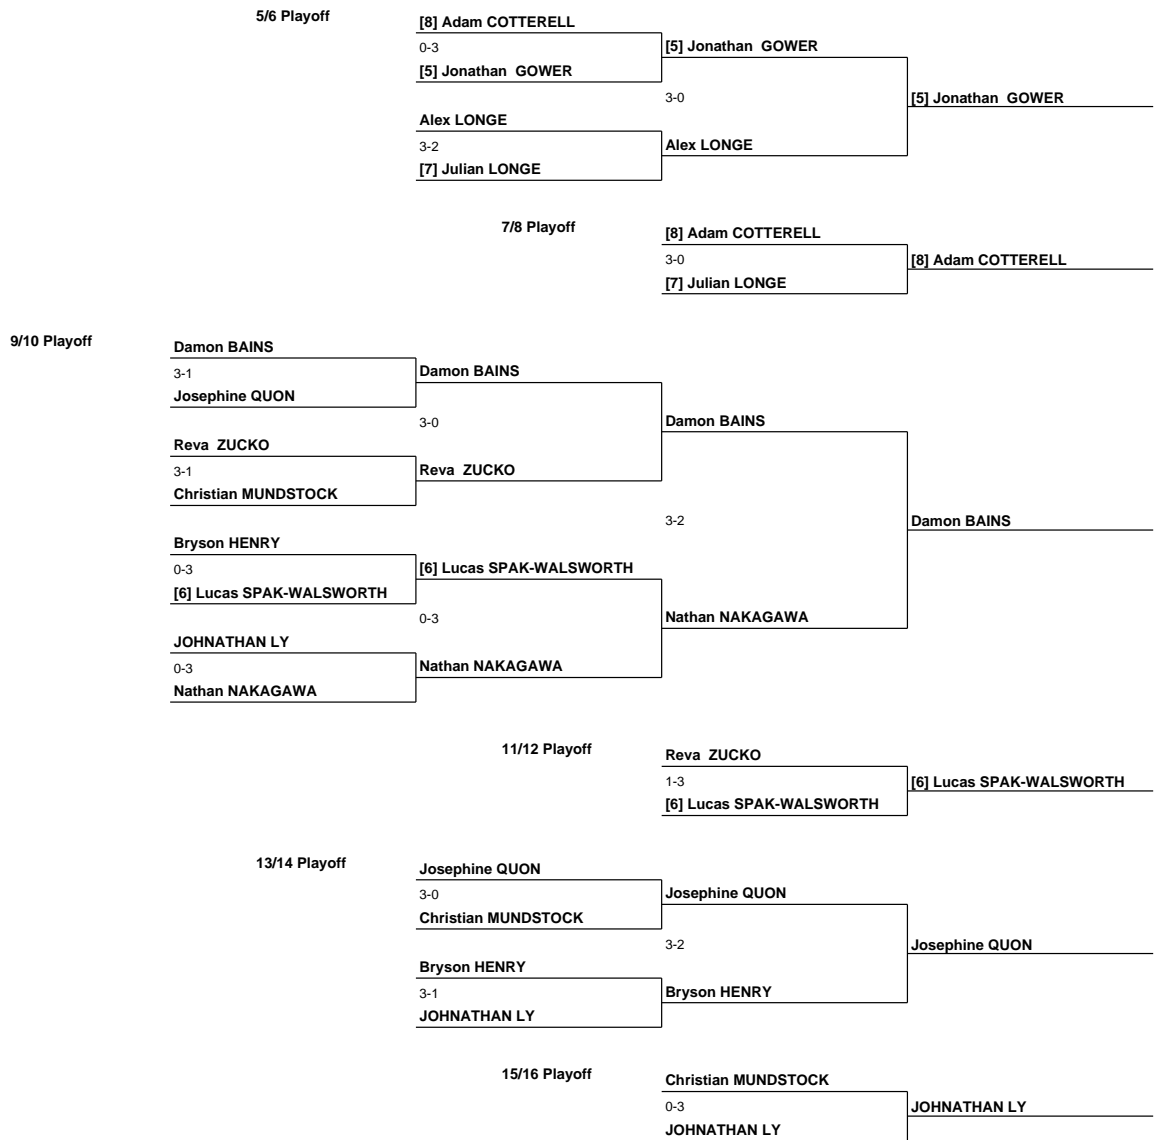 5/6 Playoff
[8] Adam COTTERELL
0-3
[5] Jonathan  GOWER
[5] Jonathan  GOWER
3-0
[5] Jonathan  GOWER
Alex LONGE
3-2
Alex LONGE
[7] Julian LONGE
7/8 Playoff
[8] Adam COTTERELL
3-0
[8] Adam COTTERELL
[7] Julian LONGE
9/10 Playoff
Damon BAINS
3-1
Damon BAINS
Josephine QUON
3-0
Damon BAINS
Reva  ZUCKO
3-1
Reva  ZUCKO
Christian MUNDSTOCK
3-2
Damon BAINS
Bryson HENRY
0-3
[6] Lucas SPAK-WALSWORTH
[6] Lucas SPAK-WALSWORTH
0-3
Nathan NAKAGAWA
JOHNATHAN LY
0-3
Nathan NAKAGAWA
Nathan NAKAGAWA
11/12 Playoff
Reva  ZUCKO
1-3
[6] Lucas SPAK-WALSWORTH
[6] Lucas SPAK-WALSWORTH
13/14 Playoff
Josephine QUON
3-0
Josephine QUON
Christian MUNDSTOCK
3-2
Josephine QUON
Bryson HENRY
3-1
Bryson HENRY
JOHNATHAN LY
15/16 Playoff
Christian MUNDSTOCK
0-3
JOHNATHAN LY
JOHNATHAN LY